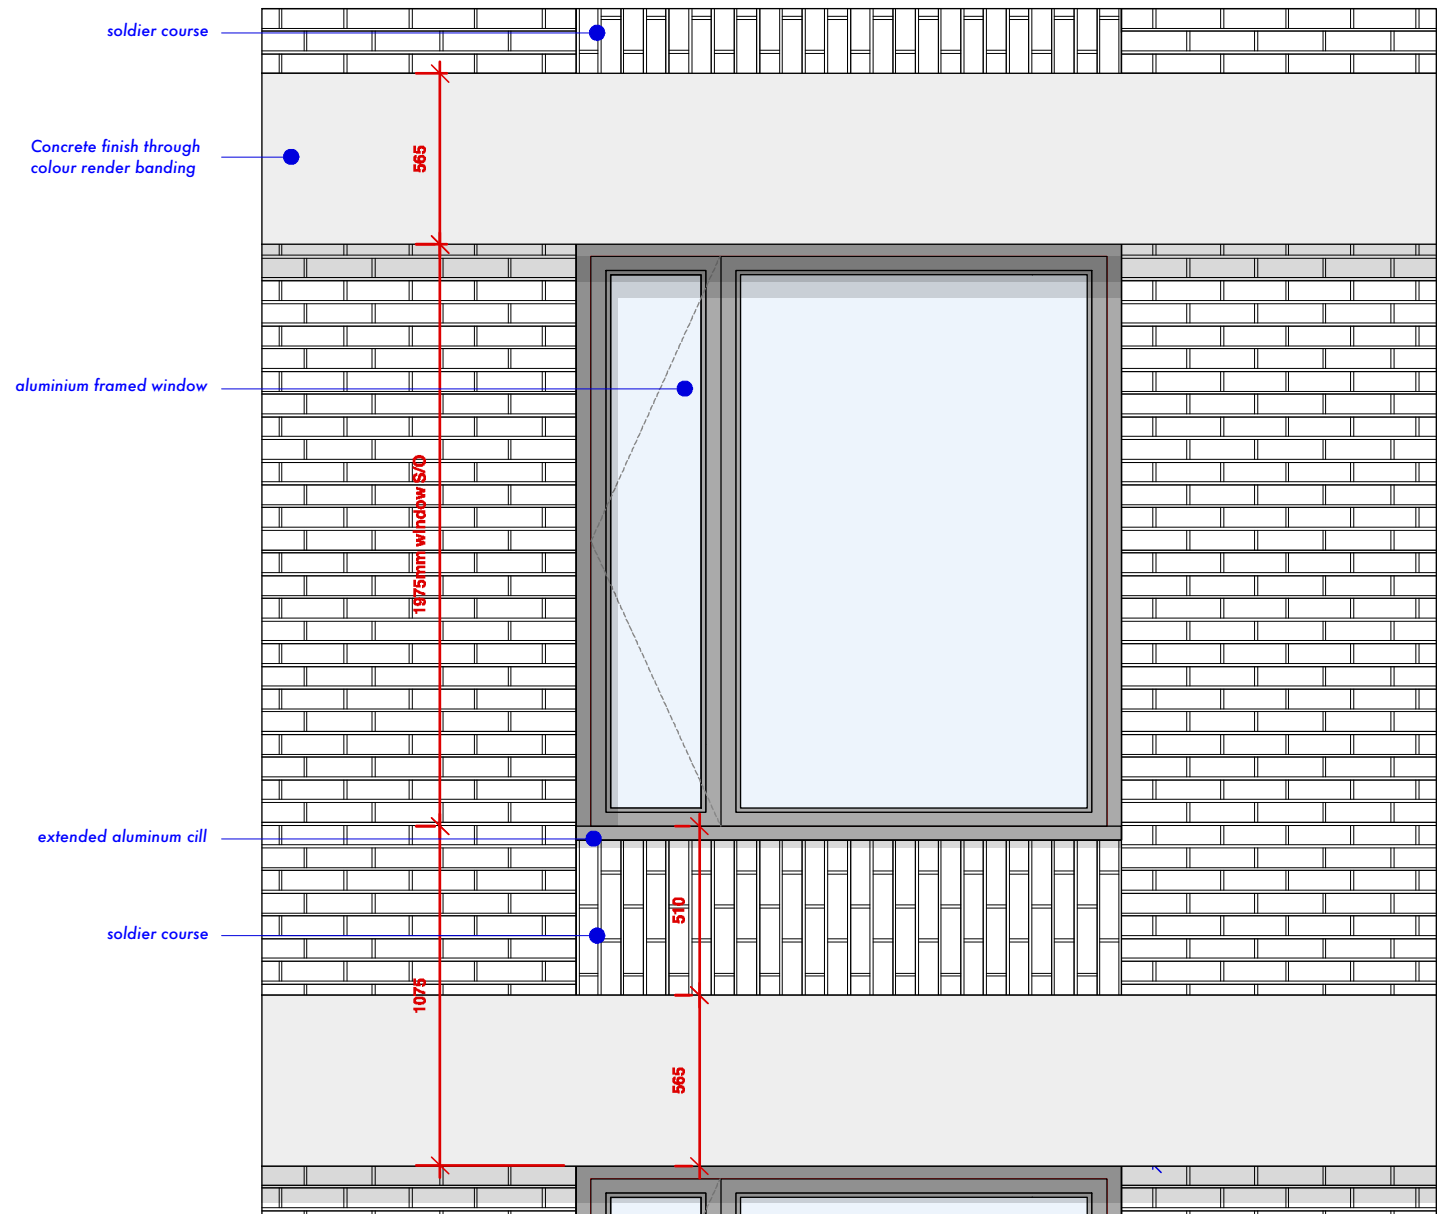 soldier course
Concrete finish through
colour render banding
565
aluminium framed window
1975mm window S/O
extended aluminum cill
510
soldier course
1075
565